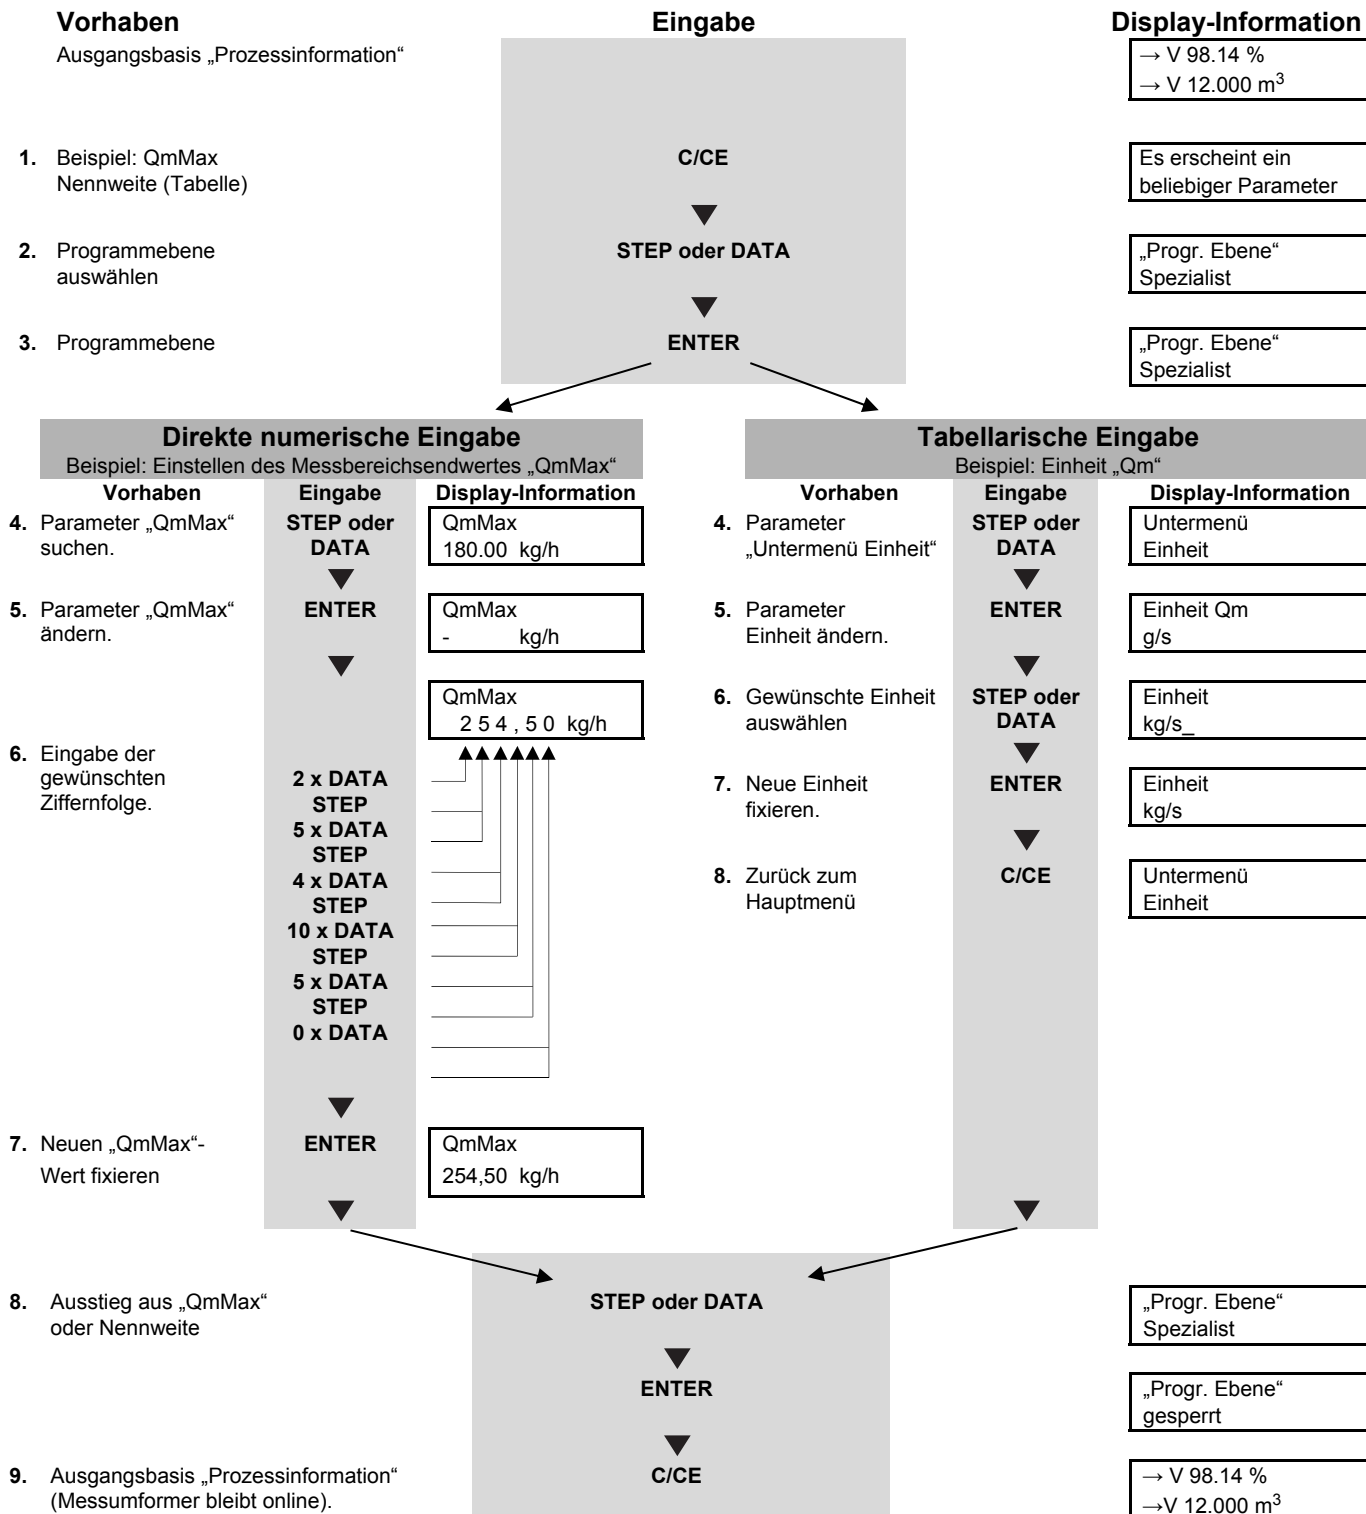 Vorhaben Eingabe Display-Information
Ausgangsbasis „Prozessinformation“
→ V 98.14 %
→ V 12.000 m³
1. Beispiel: QmMax
Nennweite (Tabelle)
C/CE
Es erscheint ein
beliebiger Parameter
2. Programmebene
auswählen
STEP oder DATA
„Progr. Ebene“
Spezialist
3. Programmebene
ENTER
„Progr. Ebene“
Spezialist
Direkte numerische Eingabe
Beispiel: Einstellen des Messbereichsendwertes „QmMax“
Vorhaben Eingabe Display-Information
4. Parameter „QmMax“
suchen.
STEP oder
DATA
QmMax
180.00 kg/h
5. Parameter „QmMax“
ändern.
ENTER
QmMax
- kg/h
QmMax
2 5 4 , 5 0 kg/h
6. Eingabe der
gewünschten
Ziffernfolge.
2 x DATA
STEP
5 x DATA
STEP
4 x DATA
STEP
10 x DATA
STEP
5 x DATA
STEP
0 x DATA
7. Neuen „QmMax“-
Wert fixieren
ENTER
QmMax
254,50 kg/h
Tabellarische Eingabe
Beispiel: Einheit „Qm“
Vorhaben Eingabe Display-Information
4. Parameter
„Untermenü Einheit“
STEP oder
DATA
Untermenü
Einheit
5. Parameter
Einheit ändern.
ENTER
Einheit Qm
g/s
6. Gewünschte Einheit
auswählen
STEP oder
DATA
Einheit
kg/s_
7. Neue Einheit
fixieren.
ENTER
Einheit
kg/s
8. Zurück zum
Hauptmenü
C/CE
Untermenü
Einheit
8. Ausstieg aus „QmMax“
oder Nennweite
STEP oder DATA
„Progr. Ebene“
Spezialist
ENTER
„Progr. Ebene“
gesperrt
9. Ausgangsbasis „Prozessinformation“
(Messumformer bleibt online).
C/CE
→ V 98.14 %
→V 12.000 m³